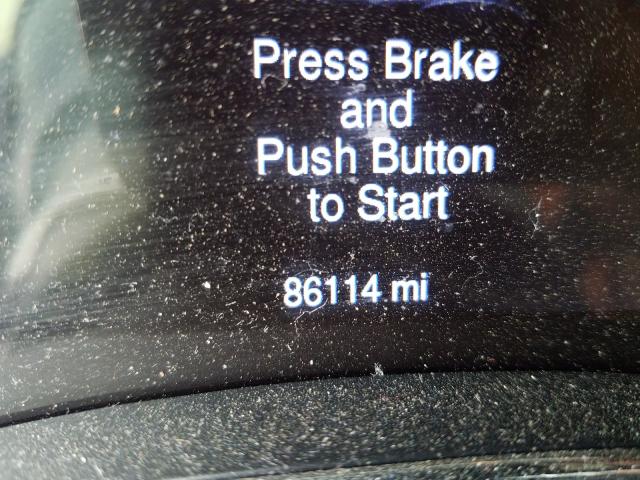 Press Brake
and
Push Button
to Start
86114 mi